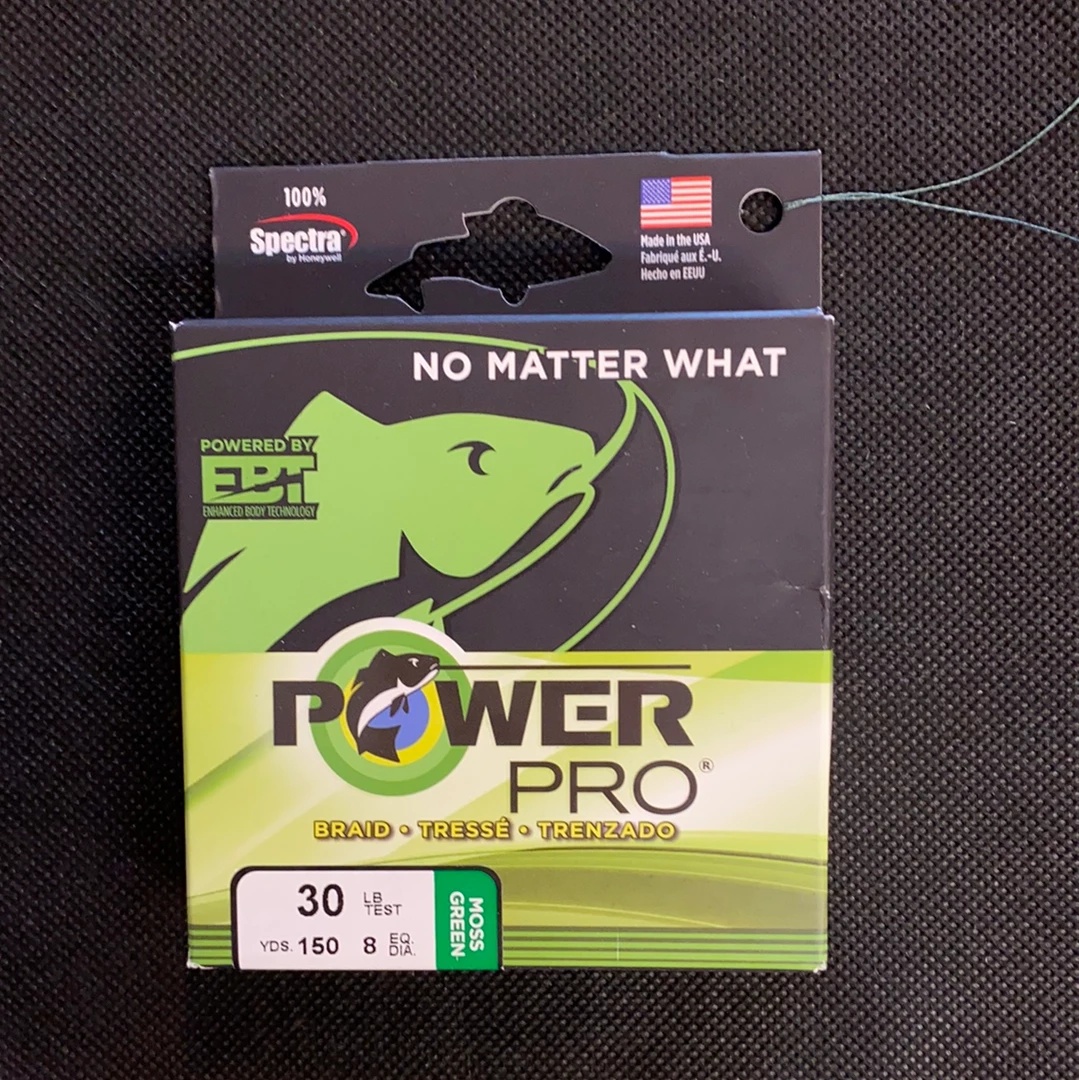 100%
Spectra®
by Honeywell
Made in the USA
Fabriqué aux É.-U.
Hecho en EEUU
NO MATTER WHAT
POWERED BY
EBT
ENHANCED BODY TECHNOLOGY
POWER
PRO®
BRAID • TRESSÉ • TRENZADO
30 LB TEST
YDS. 150 8 EQ. DIA.
MOSS
GREEN